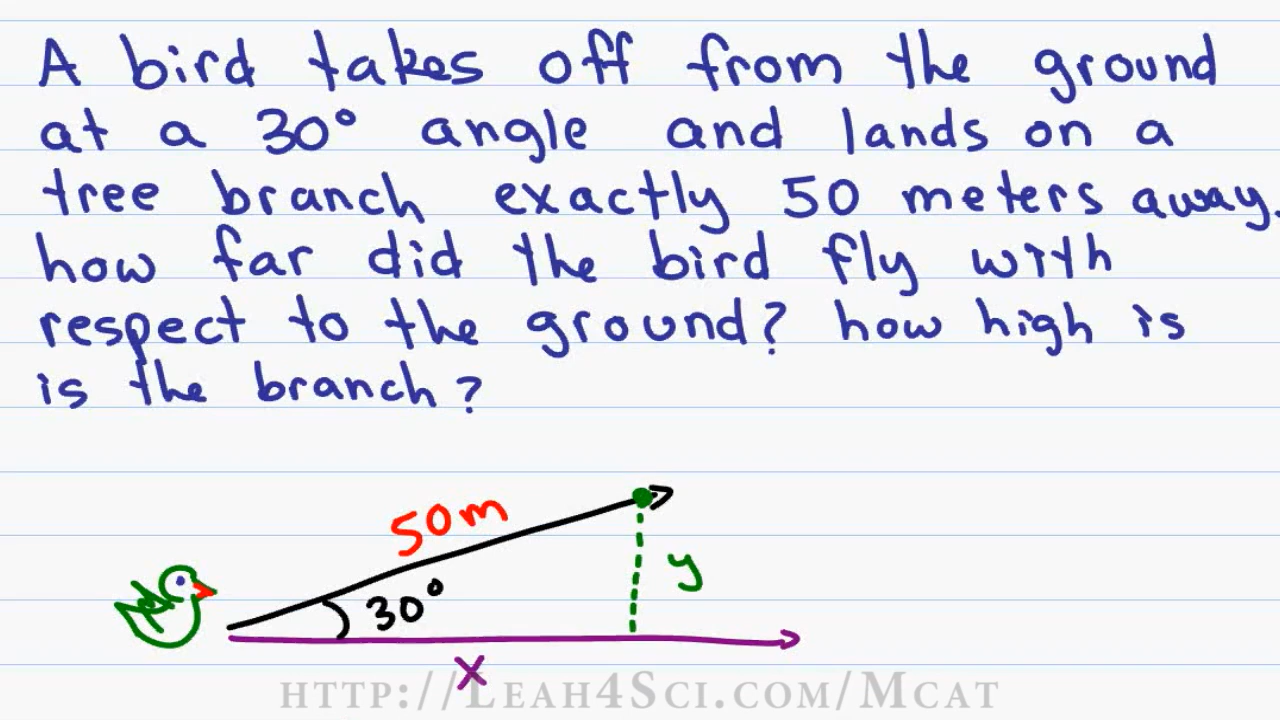 A bird takes off from the ground
at a 30° angle and lands on a
tree branch exactly 50 meters away.
how far did the bird fly with
respect to the ground? how high is
is the branch?
50m
30°
y
x
HTTP://LEAH4SCI.COM/MCAT